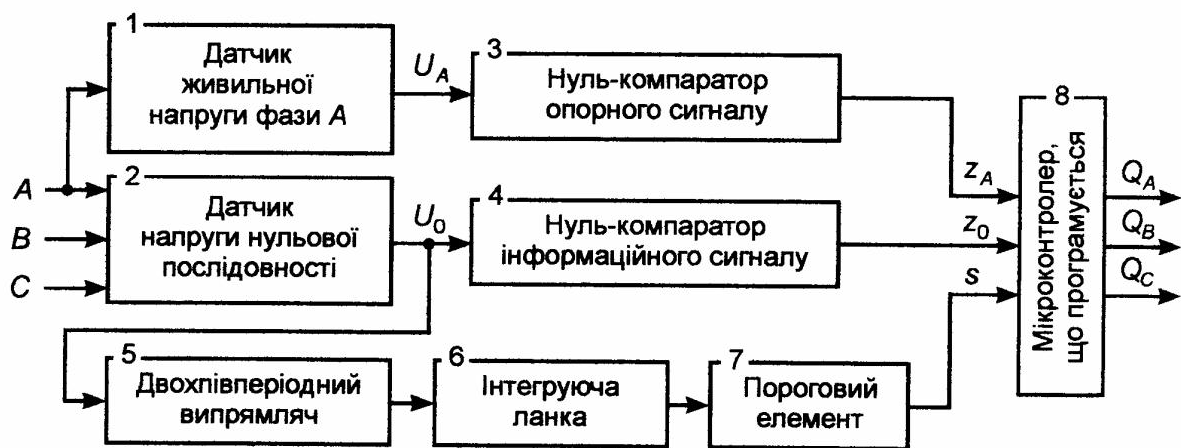 1
Датчик
живильної
напруги фази A
U_A
3
Нуль-компаратор
опорного сигналу
A
B
C
2
Датчик
напруги нульової
послідовності
U_0
4
Нуль-компаратор
інформаційного сигналу
z_A
z_0
s
8
Мікроконтролер,
що програмується
Q_A
Q_B
Q_C
5
Двохпівперіодний
випрямляч
6
Інтегруюча
ланка
7
Пороговий
елемент